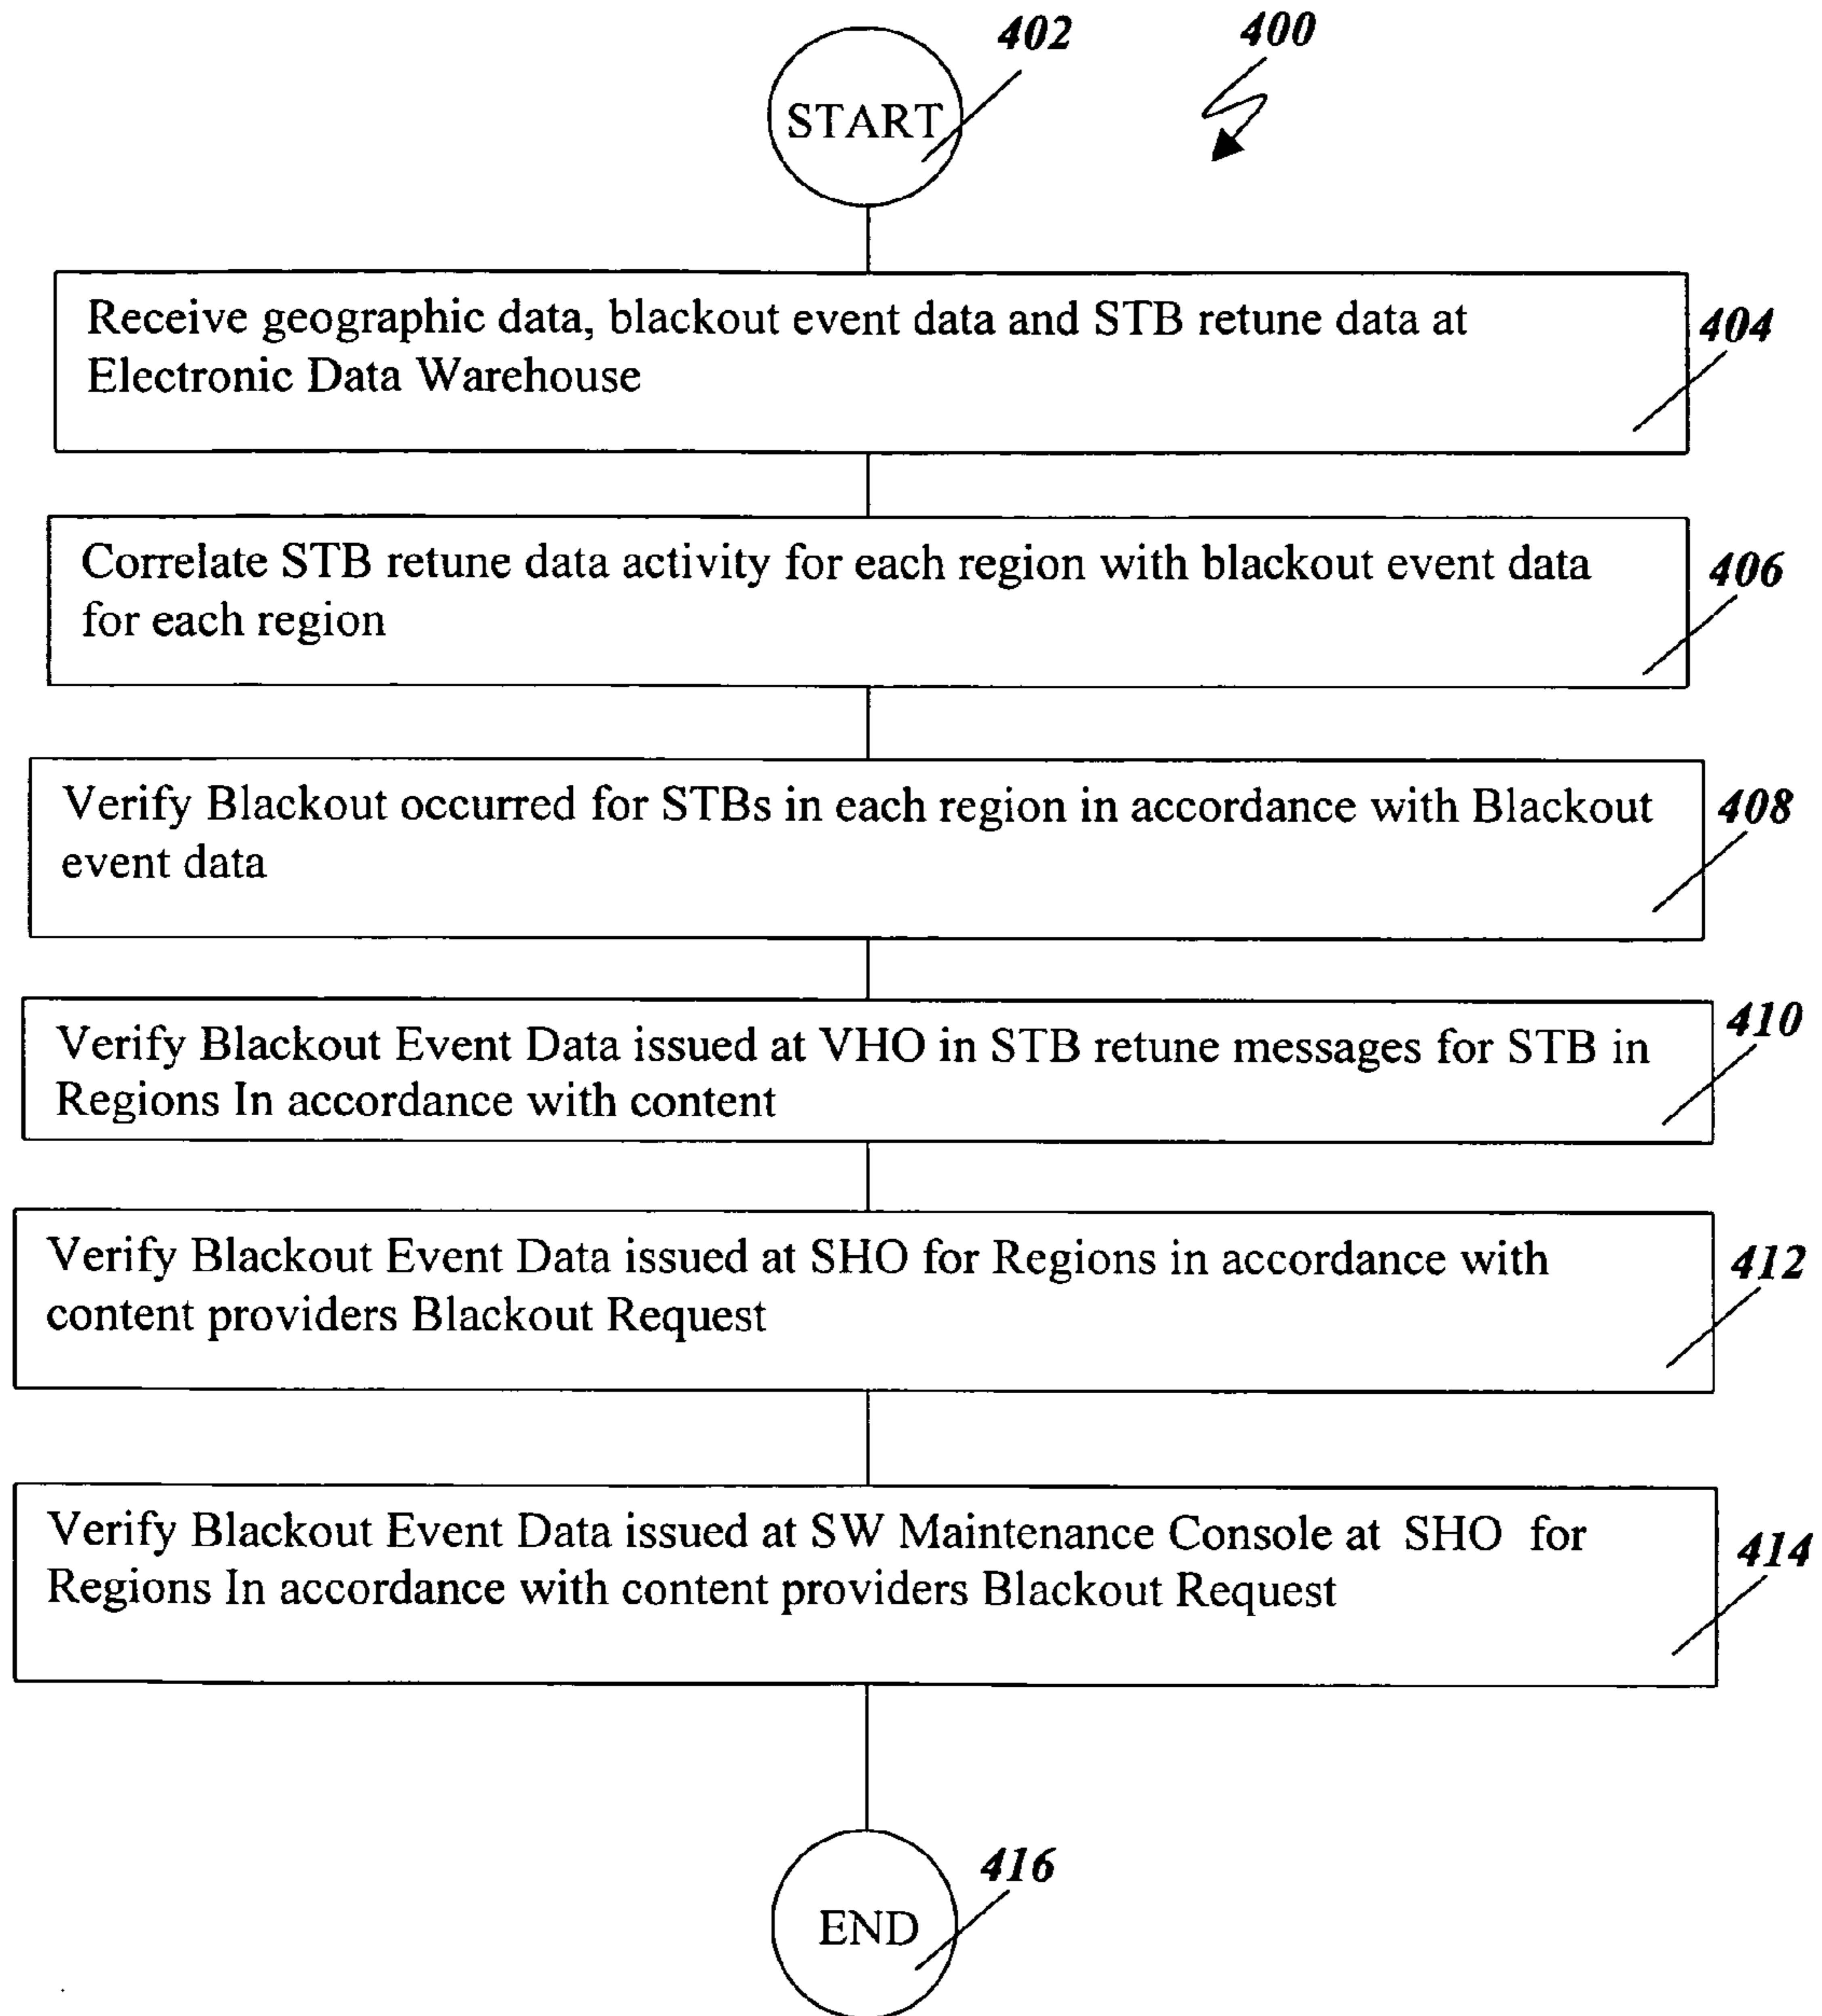 402
400
START
Receive geographic data, blackout event data and STB retune data at
Electronic Data Warehouse
404
Correlate STB retune data activity for each region with blackout event data
for each region
406
Verify Blackout occurred for STBs in each region in accordance with Blackout
event data
408
Verify Blackout Event Data issued at VHO in STB retune messages for STB in
Regions In accordance with content
410
Verify Blackout Event Data issued at SHO for Regions in accordance with
content providers Blackout Request
412
Verify Blackout Event Data issued at SW Maintenance Console at SHO for
Regions In accordance with content providers Blackout Request
414
416
END